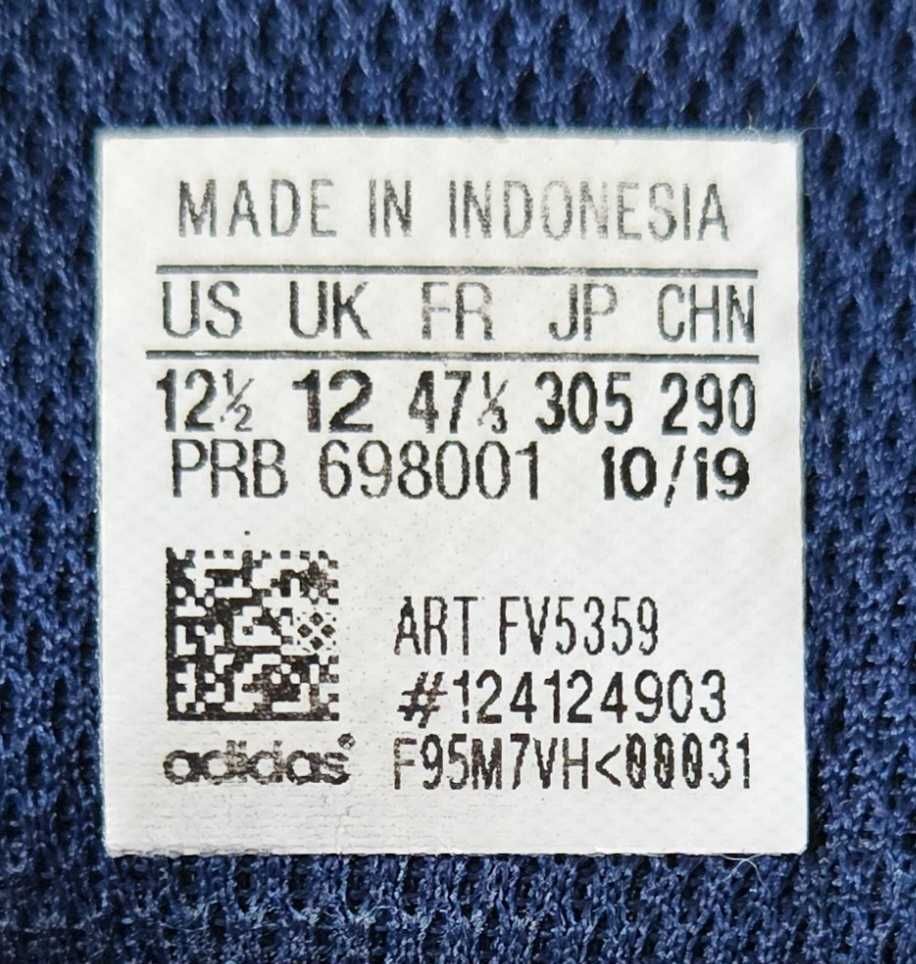 MADE IN INDONESIA
US UK FR JP CHN
12½ 12 47⅓ 305 290
PRB 698001 10/19
ART FV5359
#124124903
adidas® F95M7VH<00031